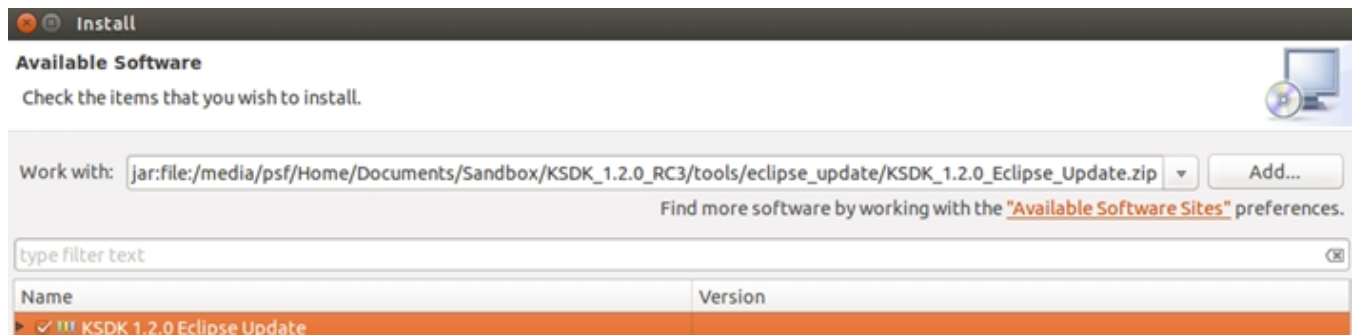 Install
Available Software
Check the items that you wish to install.
Work with: jar:file:/media/psf/Home/Documents/Sandbox/KSDK_1.2.0_RC3/tools/eclipse_update/KSDK_1.2.0_Eclipse_Update.zip Add...
Find more software by working with the "Available Software Sites" preferences.
type filter text
Name Version
KSDK 1.2.0 Eclipse Update